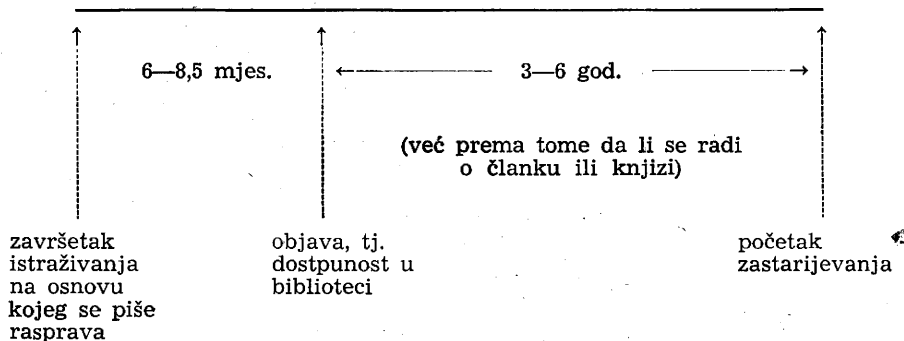 6—8,5 mjes.
3—6 god.
(već prema tome da li se radi
o članku ili knjizi)
završetak
istraživanja
na osnovu
kojeg se piše
rasprava
objava, tj.
dostpunost u
biblioteci
početak
zastarijevanja